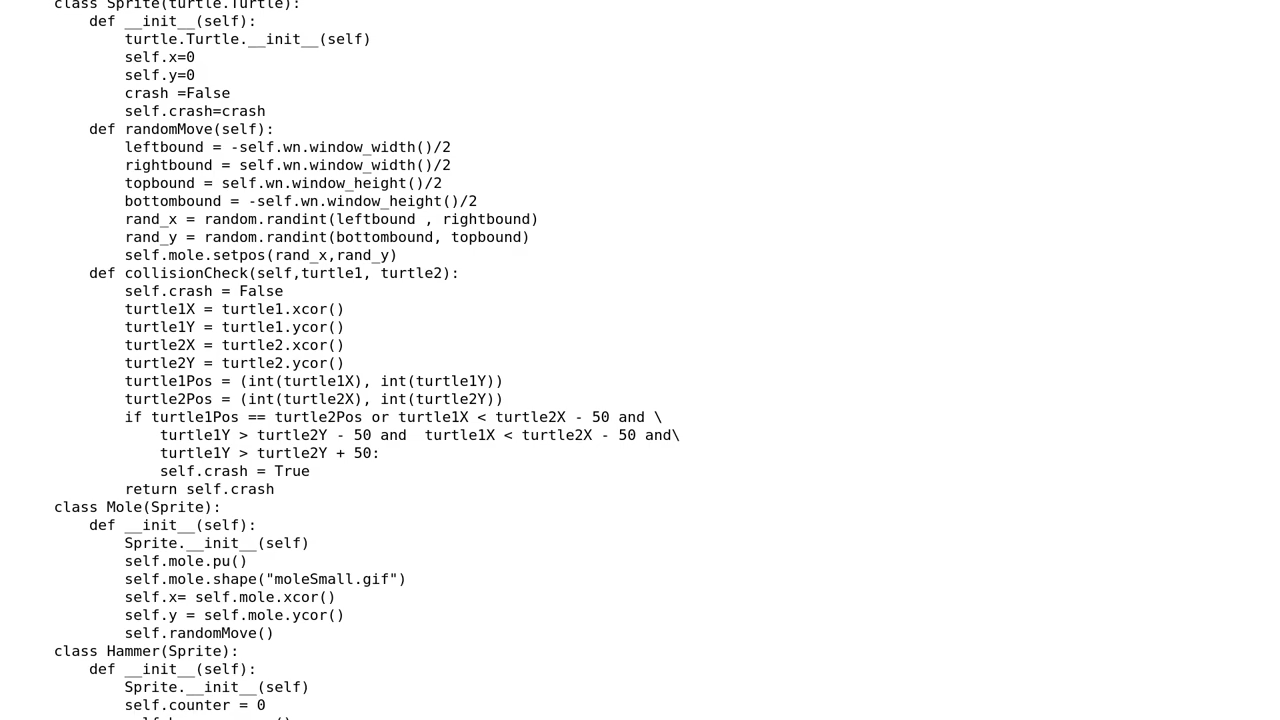 class Sprite(turtle.Turtle):
    def __init__(self):
        turtle.Turtle.__init__(self)
        self.x=0
        self.y=0
        crash =False
        self.crash=crash
    def randomMove(self):
        leftbound = -self.wn.window_width()/2
        rightbound = self.wn.window_width()/2
        topbound = self.wn.window_height()/2
        bottombound = -self.wn.window_height()/2
        rand_x = random.randint(leftbound , rightbound)
        rand_y = random.randint(bottombound, topbound)
        self.mole.setpos(rand_x,rand_y)
    def collisionCheck(self,turtle1, turtle2):
        self.crash = False
        turtle1X = turtle1.xcor()
        turtle1Y = turtle1.ycor()
        turtle2X = turtle2.xcor()
        turtle2Y = turtle2.ycor()
        turtle1Pos = (int(turtle1X), int(turtle1Y))
        turtle2Pos = (int(turtle2X), int(turtle2Y))
        if turtle1Pos == turtle2Pos or turtle1X < turtle2X - 50 and \
            turtle1Y > turtle2Y - 50 and  turtle1X < turtle2X - 50 and\
            turtle1Y > turtle2Y + 50:
            self.crash = True
        return self.crash
class Mole(Sprite):
    def __init__(self):
        Sprite.__init__(self)
        self.mole.pu()
        self.mole.shape("moleSmall.gif")
        self.x= self.mole.xcor()
        self.y = self.mole.ycor()
        self.randomMove()
class Hammer(Sprite):
    def __init__(self):
        Sprite.__init__(self)
        self.counter = 0